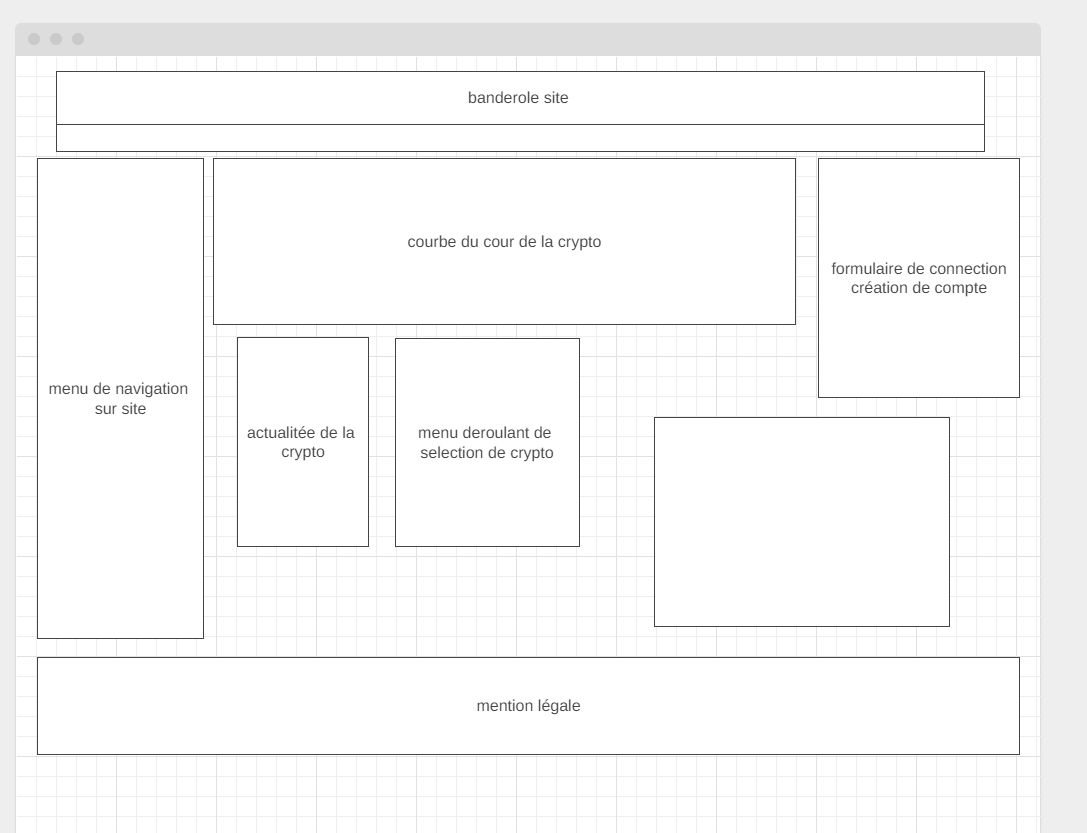 banderole site
courbe du cour de la crypto
formulaire de connection
création de compte
menu de navigation
sur site
actualitée de la
crypto
menu deroulant de
selection de crypto
mention légale